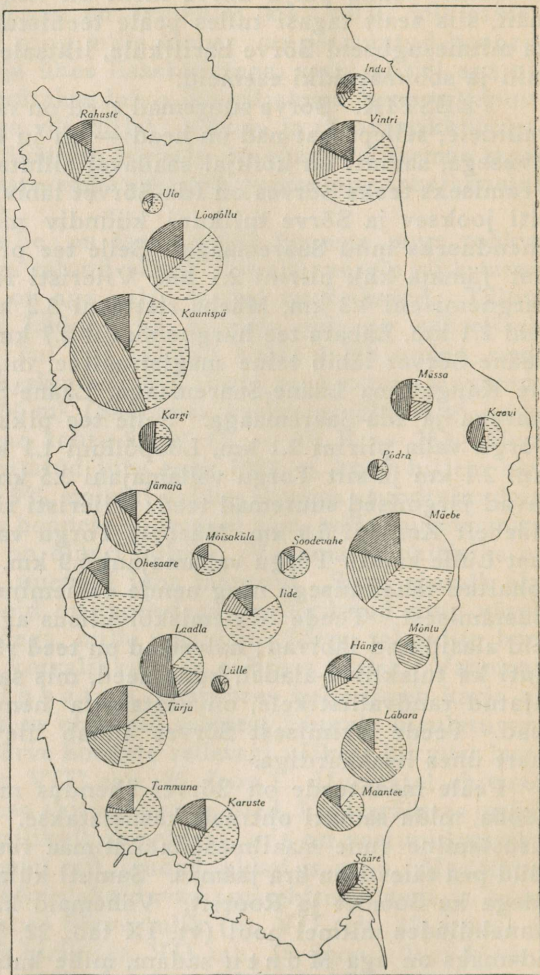 Indu
Rahuste
Vintri
Ula
Lõopõllu
Kaunispä
Mässa
Kargi
Kaavi
Põdra
Jämaja
Mäebe
Mõisaküla
Soodevahe
Ohesaare
Iide
Mõntu
Leadla
Hänga
Lülle
Türju
Läbara
Tammuna
Karuste
Maantee
Sääre